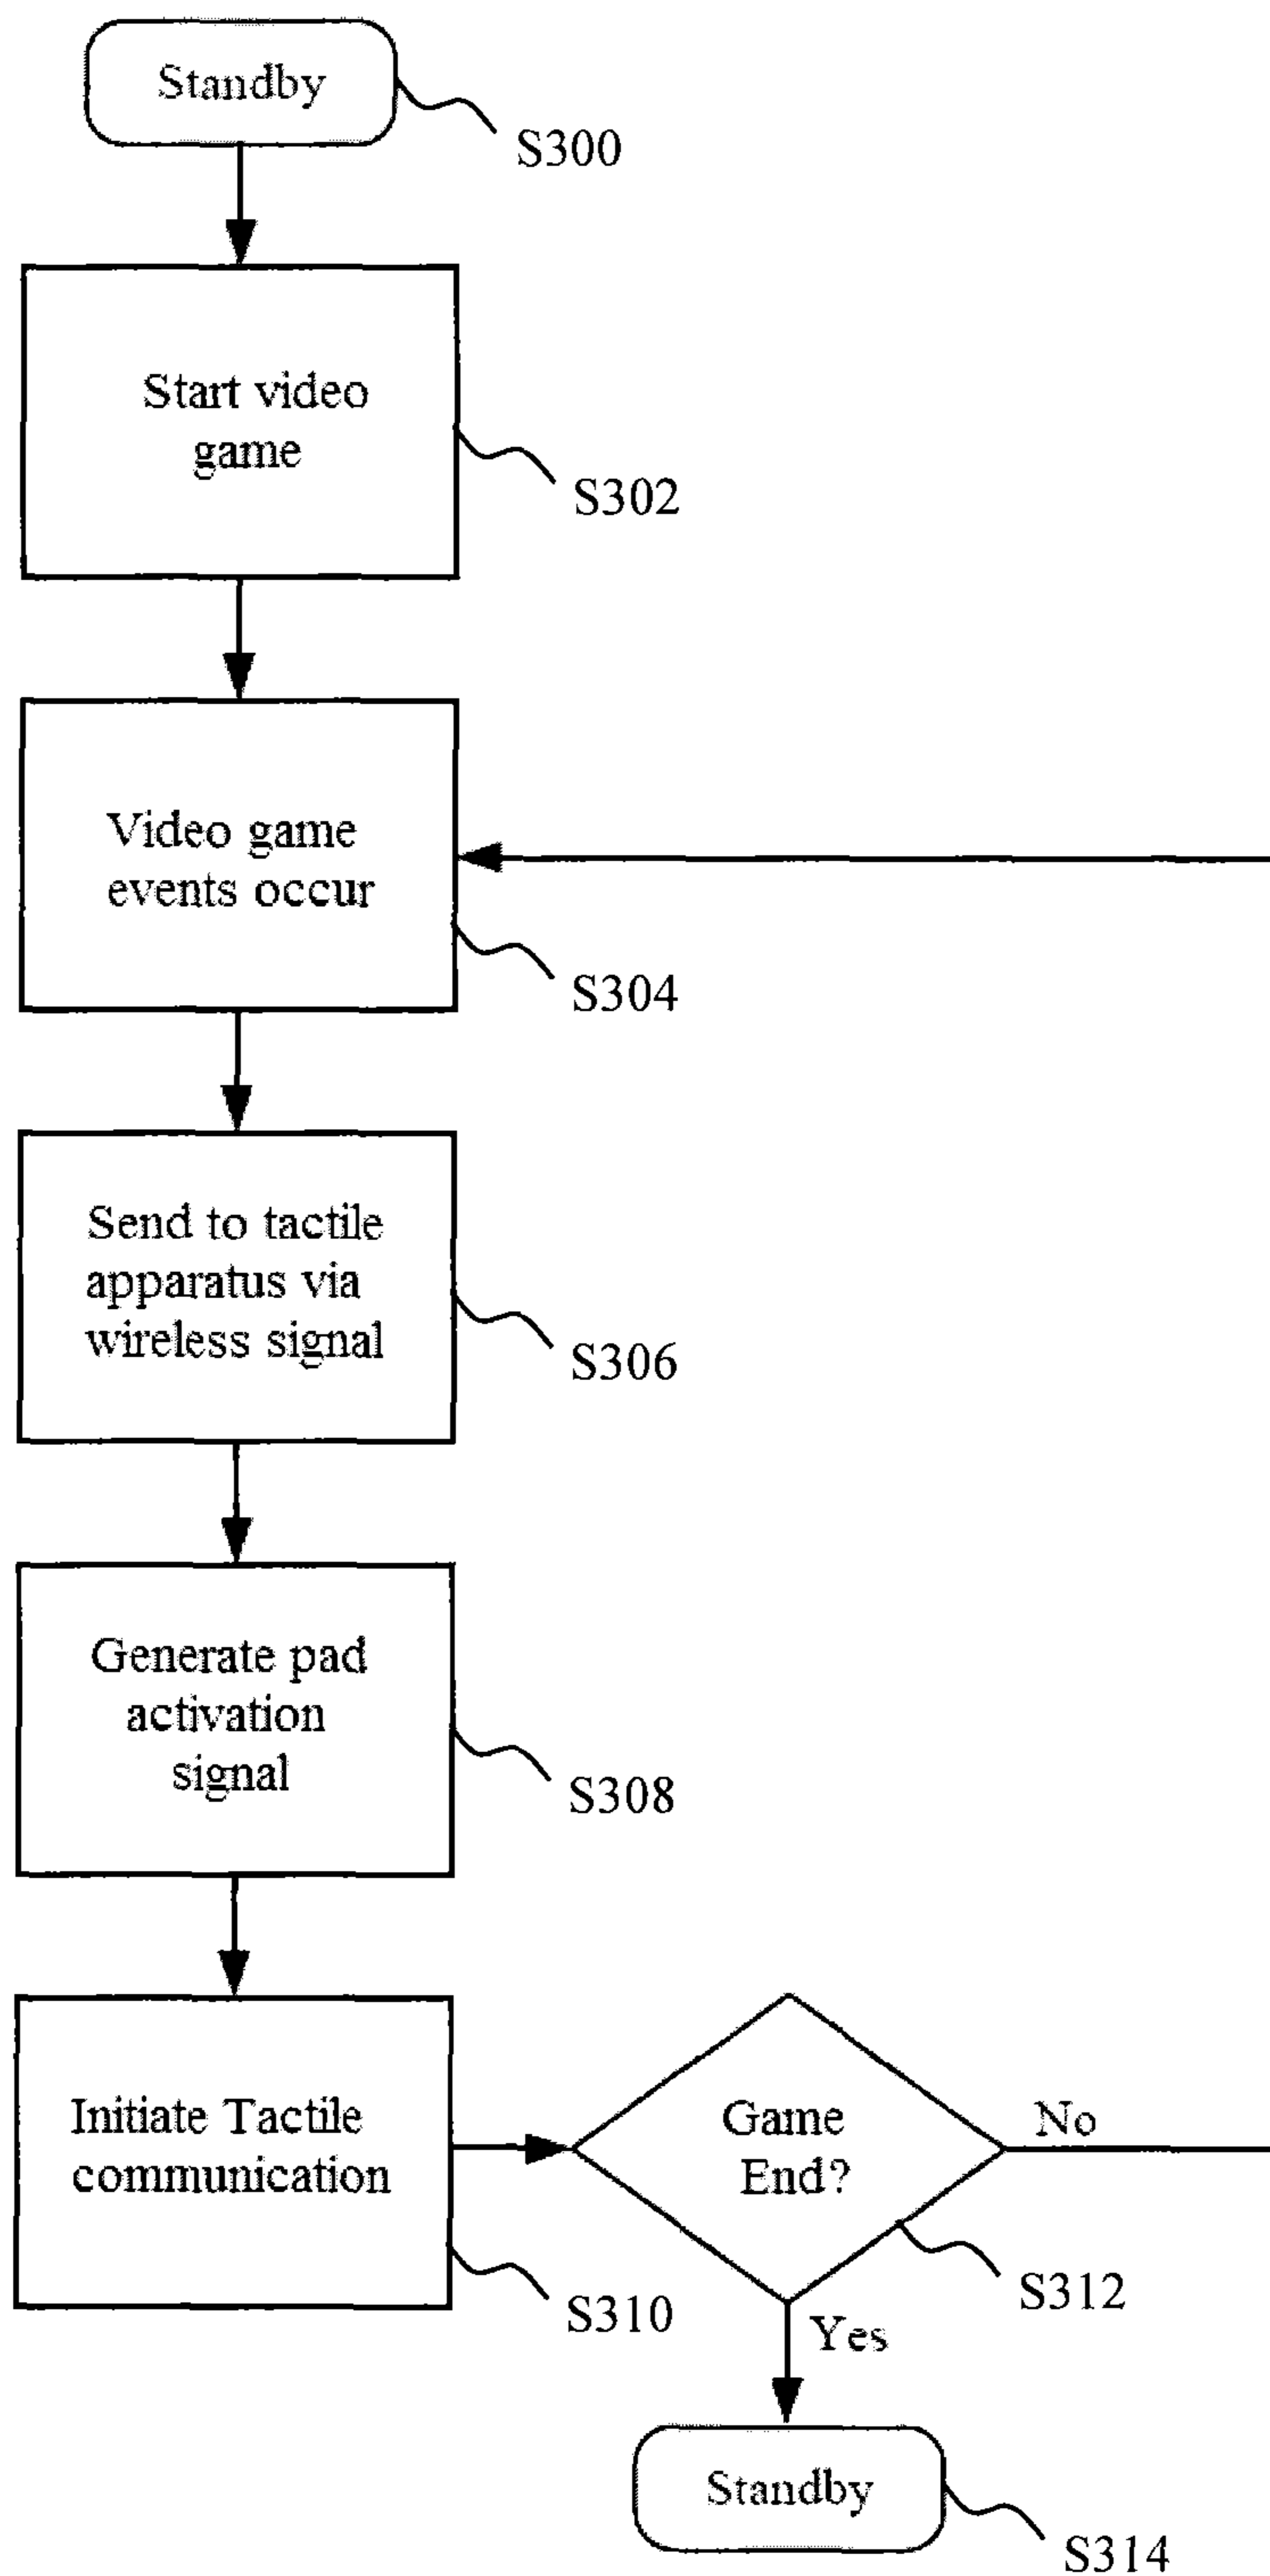 Standby
S300
Start video
game
S302
Video game
events occur
S304
Send to tactile
apparatus via
wireless signal
S306
Generate pad
activation
signal
S308
Initiate Tactile
communication
S310
Game
End?
No
S312
Yes
Standby
S314